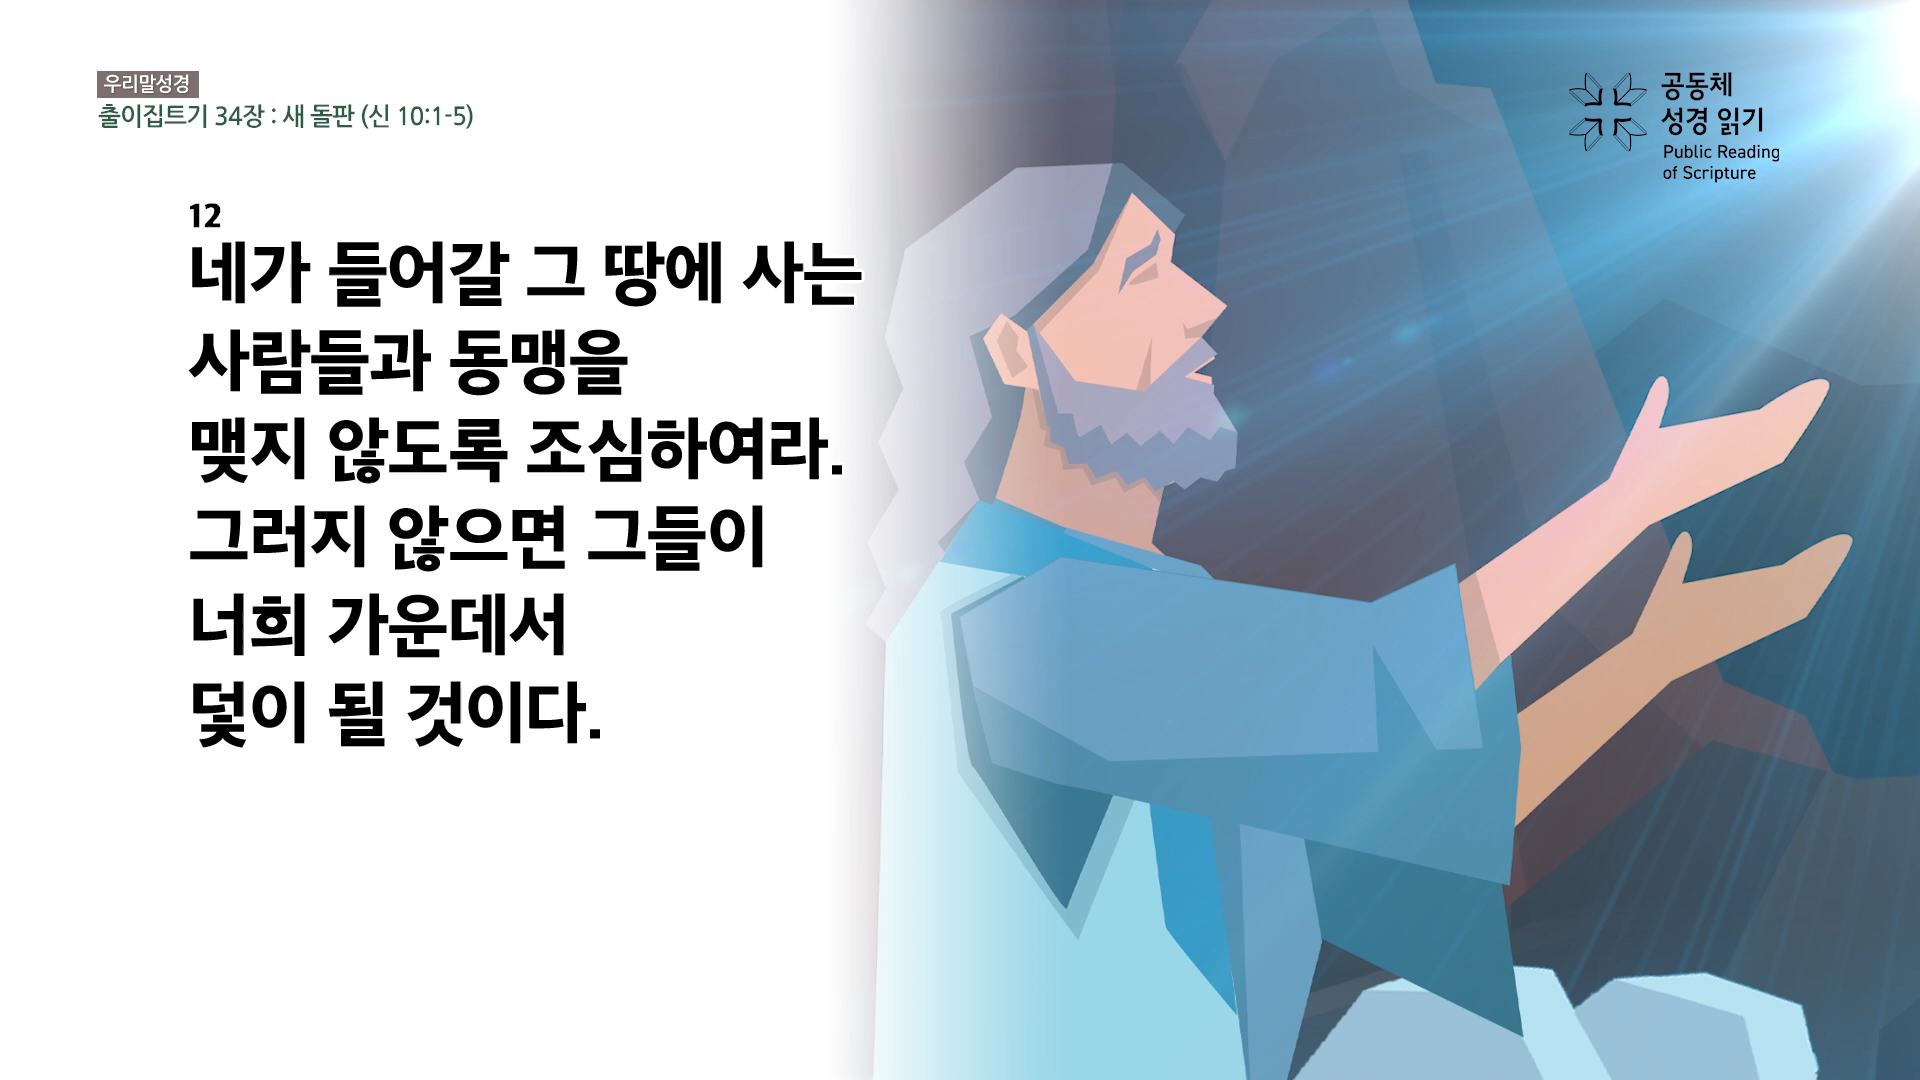 우리말성경
출이집트기 34장 : 새 돌판 (신 10:1-5)
공동체
성경 읽기
Public Reading
of Scripture
12
네가 들어갈 그 땅에 사는
사람들과 동맹을
맺지 않도록 조심하여라.
그러지 않으면 그들이
너희 가운데서
덫이 될 것이다.